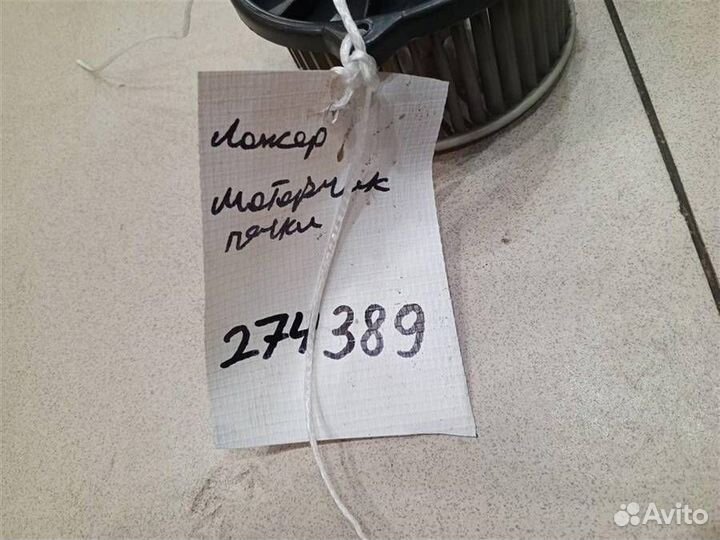 Лансер
Моторчик
печки
274389
Avito